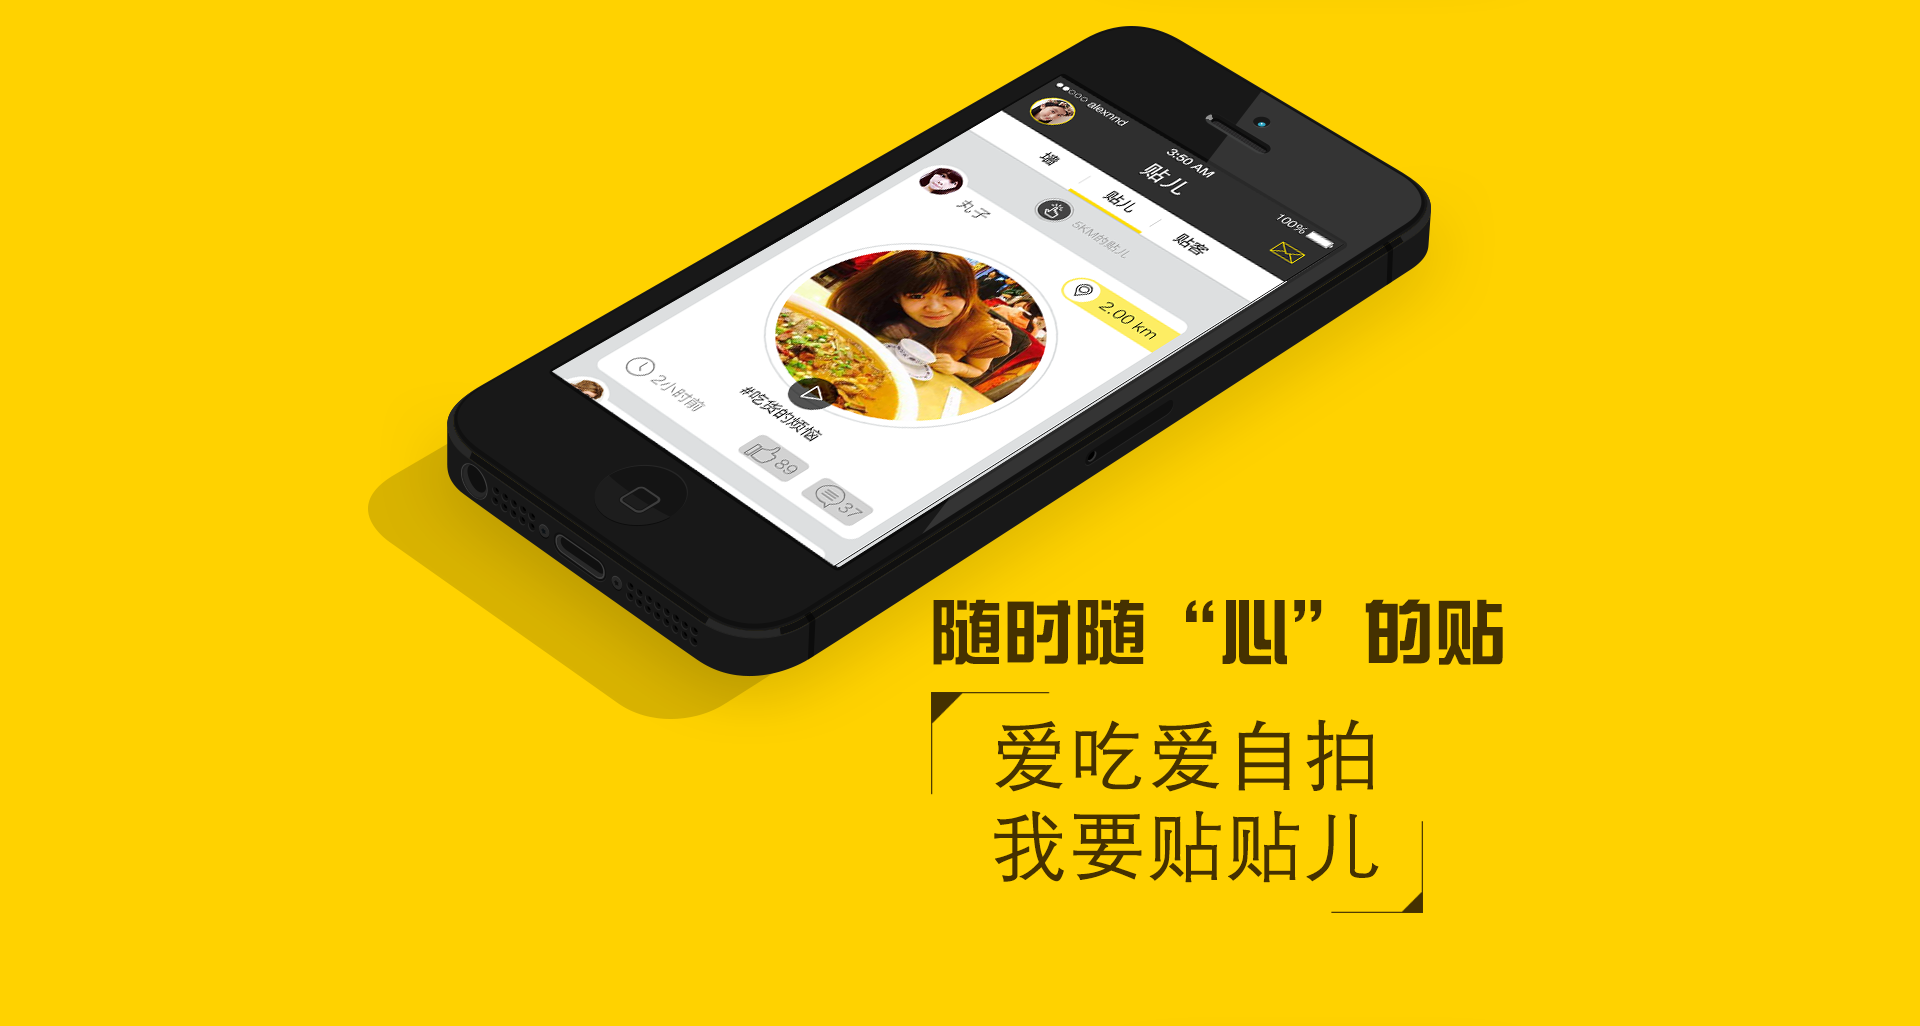 alexnnd
3:50 AM
100%
贴儿
墙
贴儿
贴客
5KM的贴儿
丸子
2.00 km
2小时前
#吃货的烦恼
89
37
随时随“心”的贴
爱吃爱自拍
我要贴贴儿